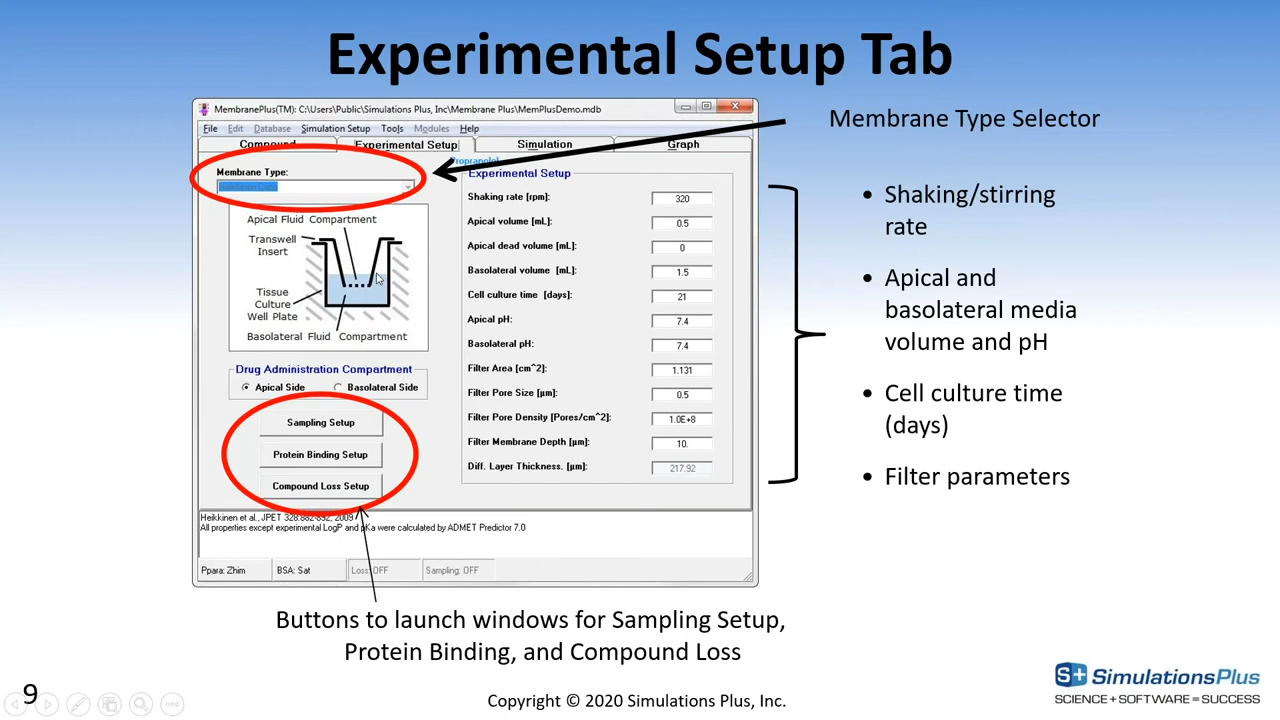 Experimental Setup Tab
MembranePlus(TM): C:\Users\Public\Simulations Plus, Inc\Membrane Plus\MemPlusDemo.mdb
File Edit Database Simulation Setup Tools Modules Help
Compound Experimental Setup Simulation Graph
Membrane Type:
Propranolol
Apical Fluid Compartment
Transwell
Insert
Tissue
Culture
Well Plate
Basolateral Fluid Compartment
Drug Administration Compartment
Apical Side Basolateral Side
Sampling Setup
Protein Binding Setup
Compound Loss Setup
Experimental Setup
Shaking rate [rpm]: 320
Apical volume [mL]: 0.5
Apical dead volume [mL]: 0
Basolateral volume [mL]: 1.5
Cell culture time [days]: 21
Apical pH: 7.4
Basolateral pH: 7.4
Filter Area [cm^2]: 1.131
Filter Pore Size [µm]: 0.5
Filter Pore Density [Pores/cm^2]: 1.0E+8
Filter Membrane Depth [µm]: 10.
Diff. Layer Thickness. [µm]: 217.92
Heikkinen et al., JPET 328:882-892, 2009
All properties except experimental LogP and pKa were calculated by ADMET Predictor 7.0
Ppara: Zhim BSA: Sat Loss: OFF Sampling: OFF
Membrane Type Selector
• Shaking/stirring
rate
• Apical and
basolateral media
volume and pH
• Cell culture time
(days)
• Filter parameters
Buttons to launch windows for Sampling Setup,
Protein Binding, and Compound Loss
9
Copyright © 2020 Simulations Plus, Inc.
S+ SimulationsPlus
SCIENCE + SOFTWARE = SUCCESS